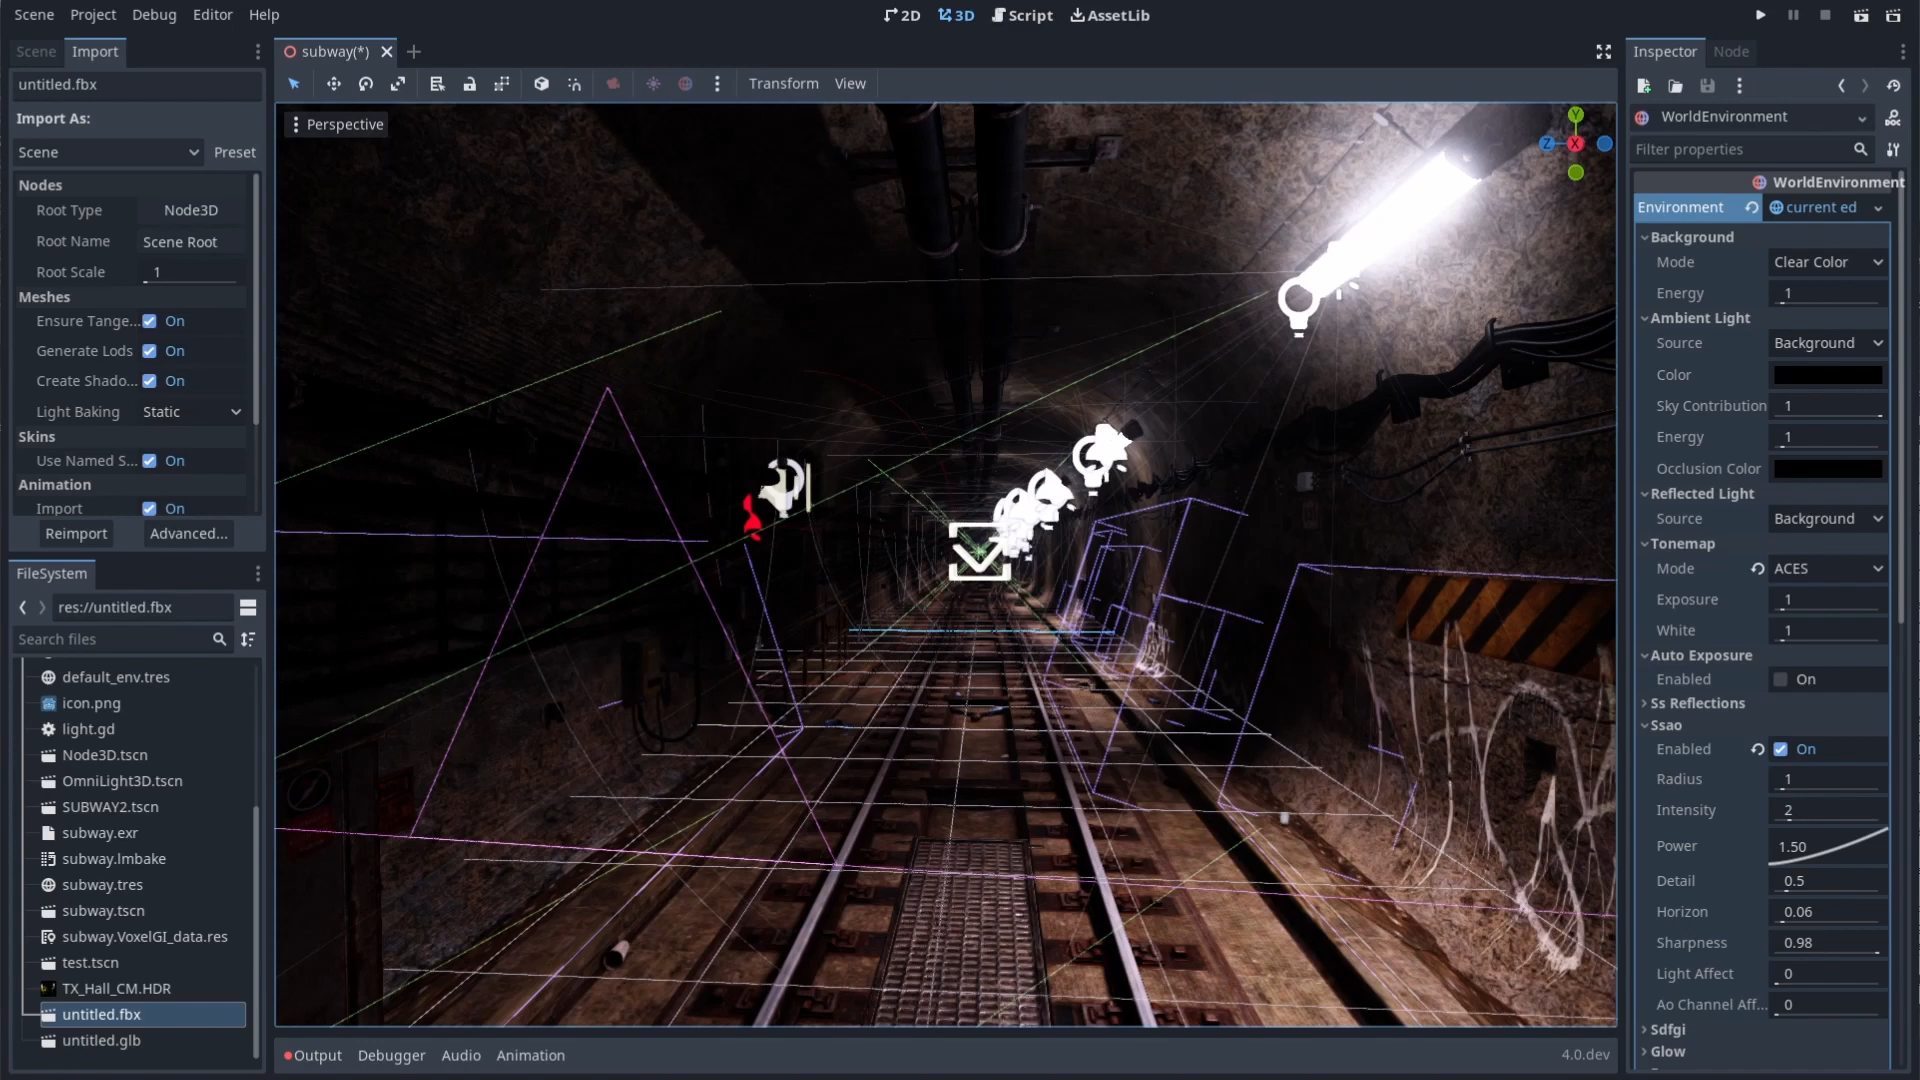 Scene Project Debug Editor Help
2D 3D Script AssetLib
Scene Import
untitled.fbx
Import As:
Scene Preset
Nodes
Root Type Node3D
Root Name Scene Root
Root Scale 1
Meshes
Ensure Tange... On
Generate Lods On
Create Shado... On
Light Baking Static
Skins
Use Named S... On
Animation
Import On
Reimport Advanced...
FileSystem
res://untitled.fbx
Search files
default_env.tres
icon.png
light.gd
Node3D.tscn
OmniLight3D.tscn
SUBWAY2.tscn
subway.exr
subway.lmbake
subway.tres
subway.tscn
subway.VoxelGI_data.res
test.tscn
TX_Hall_CM.HDR
untitled.fbx
untitled.glb
subway(*)
Transform View
Perspective
Y
Z X
Output Debugger Audio Animation
4.0.dev
Inspector Node
WorldEnvironment
Filter properties
WorldEnvironment
Environment current ed
Background
Mode Clear Color
Energy 1
Ambient Light
Source Background
Color
Sky Contribution 1
Energy 1
Occlusion Color
Reflected Light
Source Background
Tonemap
Mode ACES
Exposure 1
White 1
Auto Exposure
Enabled On
Ss Reflections
Ssao
Enabled On
Radius 1
Intensity 2
Power 1.50
Detail 0.5
Horizon 0.06
Sharpness 0.98
Light Affect 0
Ao Channel Aff... 0
Sdfgi
Glow